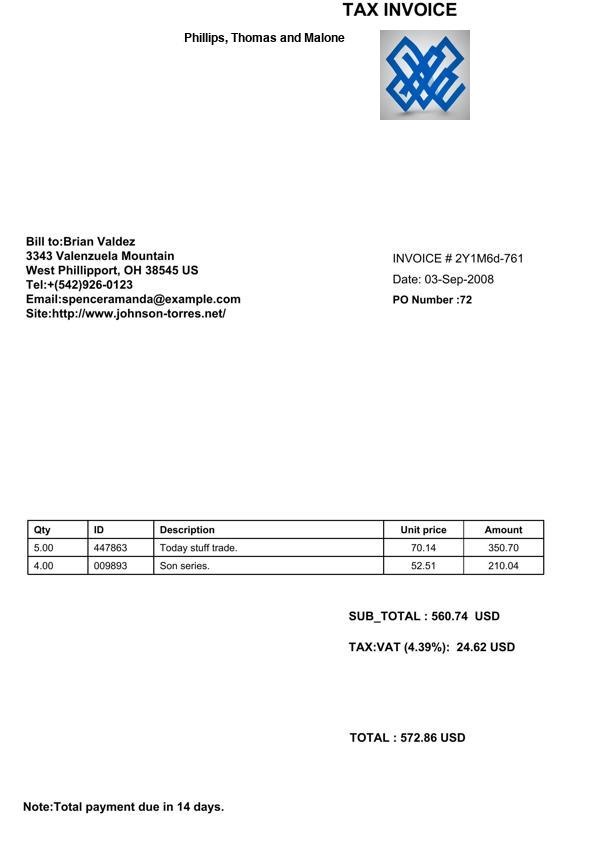 TAX INVOICE
Phillips, Thomas and Malone
Bill to:Brian Valdez
3343 Valenzuela Mountain
West Phillipport, OH 38545 US
Tel:+(542)926-0123
Email:spenceramanda@example.com
Site:http://www.johnson-torres.net/
INVOICE # 2Y1M6d-761
Date: 03-Sep-2008
PO Number :72
Qty ID Description Unit price Amount
5.00 447863 Today stuff trade. 70.14 350.70
4.00 009893 Son series. 52.51 210.04
SUB_TOTAL : 560.74 USD
TAX:VAT (4.39%): 24.62 USD
TOTAL : 572.86 USD
Note:Total payment due in 14 days.